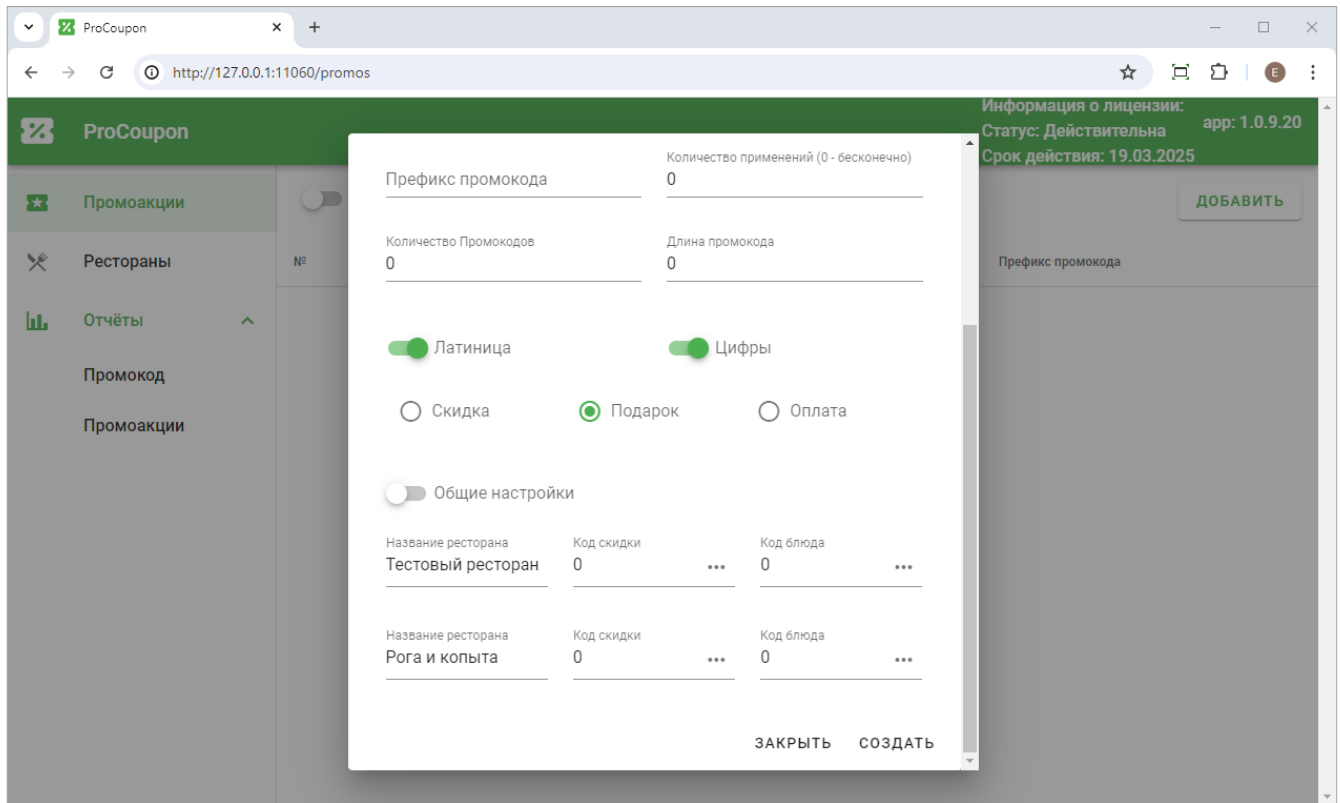 ProCoupon
http://127.0.0.1:11060/promos
E
ProCoupon
Информация о лицензии:
Статус: Действительна
Срок действия: 19.03.2025
app: 1.0.9.20
Промоакции
Рестораны
Отчёты
Промокод
Промоакции
ДОБАВИТЬ
№
Префикс промокода
Префикс промокода
Количество применений (0 - бесконечно)
0
Количество Промокодов
0
Длина промокода
0
Латиница
Цифры
Скидка
Подарок
Оплата
Общие настройки
Название ресторана
Тестовый ресторан
Код скидки
0
Код блюда
0
Название ресторана
Рога и копыта
Код скидки
0
Код блюда
0
ЗАКРЫТЬ
СОЗДАТЬ